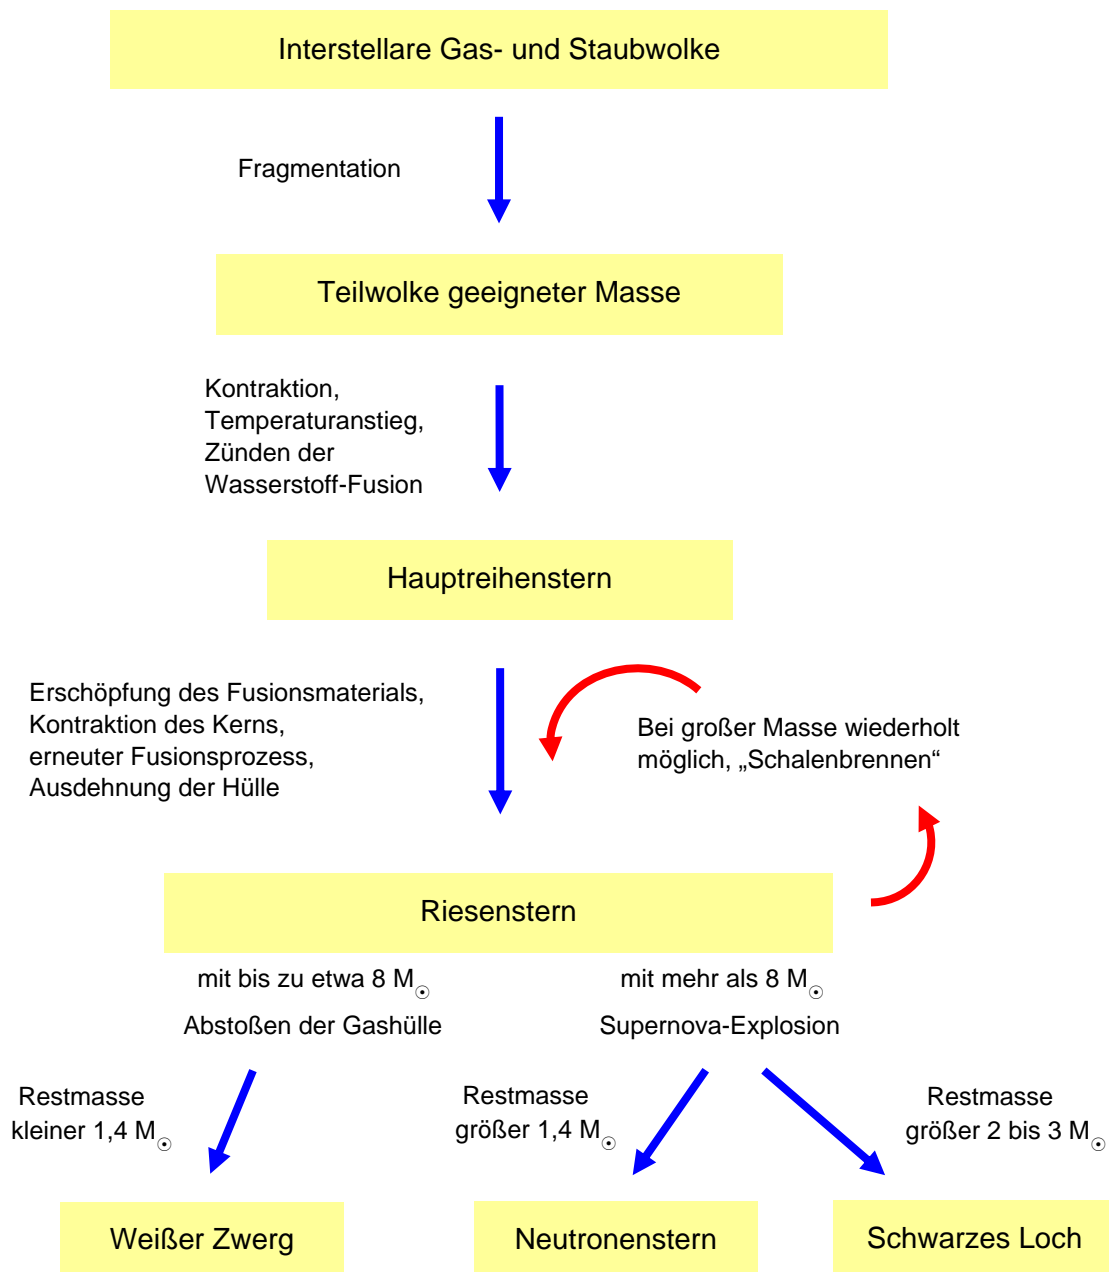 Interstellare Gas- und Staubwolke
Fragmentation
Teilwolke geeigneter Masse
Kontraktion,
Temperaturanstieg,
Zünden der
Wasserstoff-Fusion
Hauptreihenstern
Erschöpfung des Fusionsmaterials,
Kontraktion des Kerns,
erneuter Fusionsprozess,
Ausdehnung der Hülle
Bei großer Masse wiederholt
möglich, „Schalenbrennen“
Riesenstern
mit bis zu etwa 8 M☉
Abstoßen der Gashülle
mit mehr als 8 M☉
Supernova-Explosion
Restmasse
kleiner 1,4 M☉
Restmasse
größer 1,4 M☉
Restmasse
größer 2 bis 3 M☉
Weißer Zwerg
Neutronenstern
Schwarzes Loch